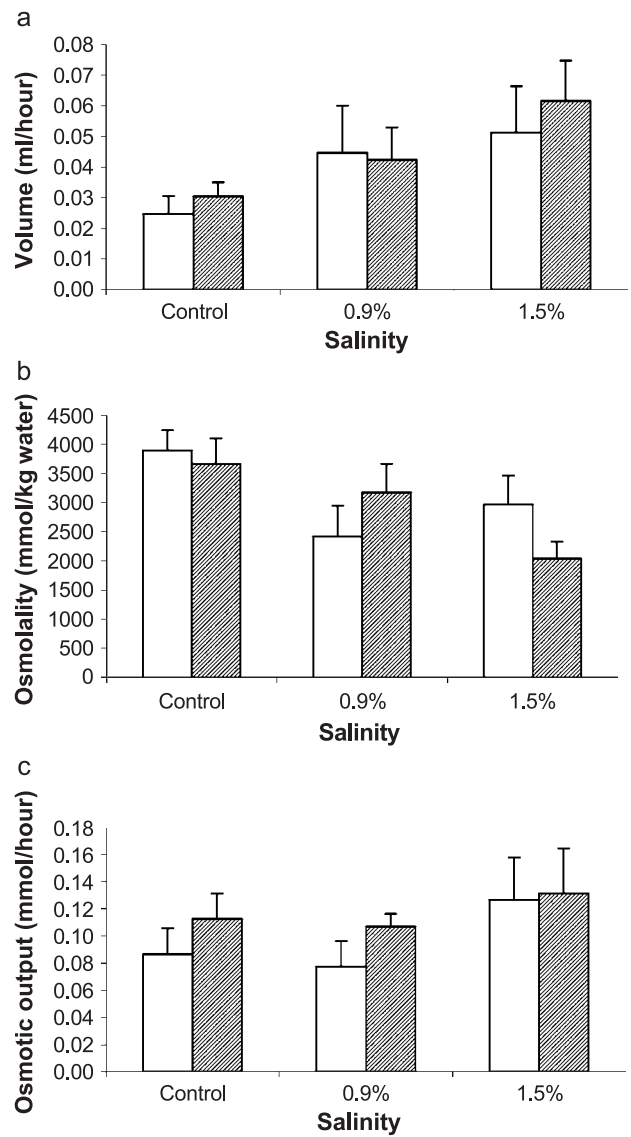 a
Volume (ml/hour)
0.08
0.07
0.06
0.05
0.04
0.03
0.02
0.01
0.00
Control 0.9% 1.5%
Salinity
b
Osmolality (mmol/kg water)
4500
4000
3500
3000
2500
2000
1500
1000
500
0
Control 0.9% 1.5%
Salinity
c
Osmotic output (mmol/hour)
0.18
0.16
0.14
0.12
0.10
0.08
0.06
0.04
0.02
0.00
Control 0.9% 1.5%
Salinity